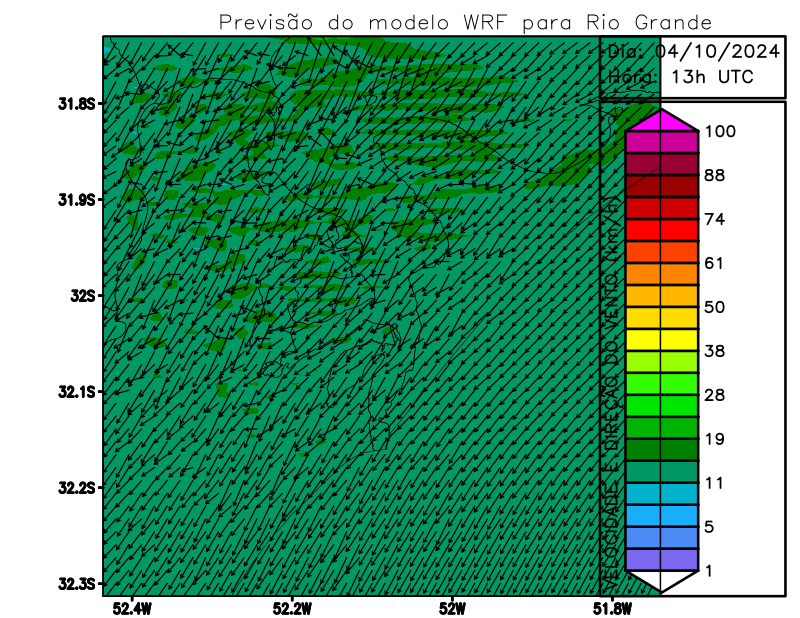 Previsão do modelo WRF para Rio Grande
Dia: 04/10/2024
Hora: 13h UTC
31.8S
31.9S
32S
32.1S
32.2S
32.3S
52.4W
52.2W
52W
51.8W
VELOCIDADE E DIREÇÃO DO VENTO (km/h)
100
88
74
61
50
38
28
19
11
5
1